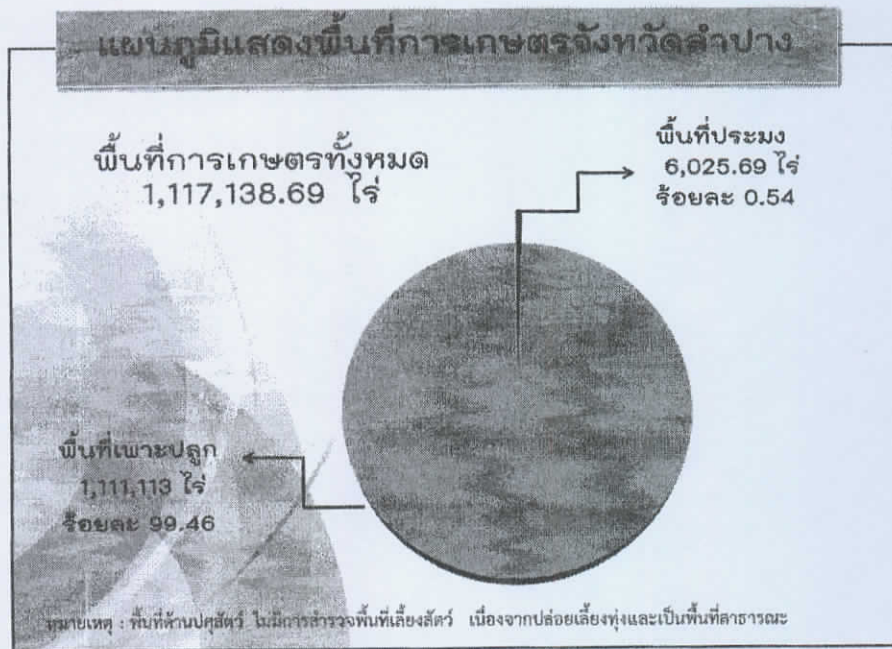 แผนภูมิแสดงพื้นที่การเกษตรจังหวัดลำปาง
พื้นที่การเกษตรทั้งหมด
1,117,138.69 ไร่
พื้นที่ประมง
6,025.69 ไร่
ร้อยละ 0.54
พื้นที่เพาะปลูก
1,111,113 ไร่
ร้อยละ 99.46
หมายเหตุ : พื้นที่ด้านปศุสัตว์ ไม่มีการสำรวจพื้นที่เลี้ยงสัตว์ เนื่องจากปล่อยเลี้ยงทุ่งและเป็นพื้นที่สาธารณะ